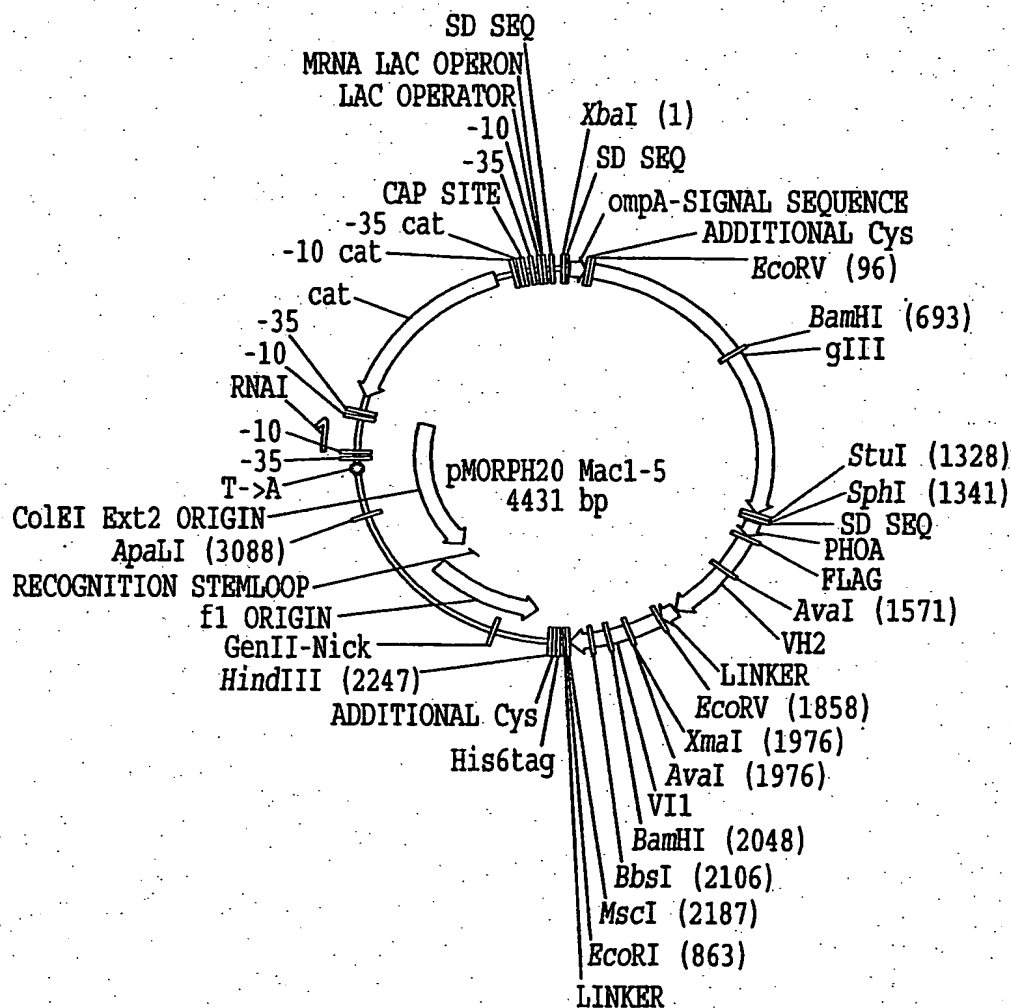 SD SEQ
MRNA LAC OPERON
LAC OPERATOR
-10
-35
CAP SITE
-35 cat
-10 cat
cat
-35
-10
RNAI
-10
-35
T->A
ColEI Ext2 ORIGIN
ApaLI (3088)
RECOGNITION STEMLOOP
f1 ORIGIN
GenII-Nick
HindIII (2247)
ADDITIONAL Cys
His6tag
pMORPH20 Mac1-5
4431 bp
XbaI (1)
SD SEQ
ompA-SIGNAL SEQUENCE
ADDITIONAL Cys
EcoRV (96)
BamHI (693)
gIII
StuI (1328)
SphI (1341)
SD SEQ
PHOA
FLAG
AvaI (1571)
VH2
LINKER
EcoRV (1858)
XmaI (1976)
AvaI (1976)
VI1
BamHI (2048)
BbsI (2106)
MscI (2187)
EcoRI (863)
LINKER